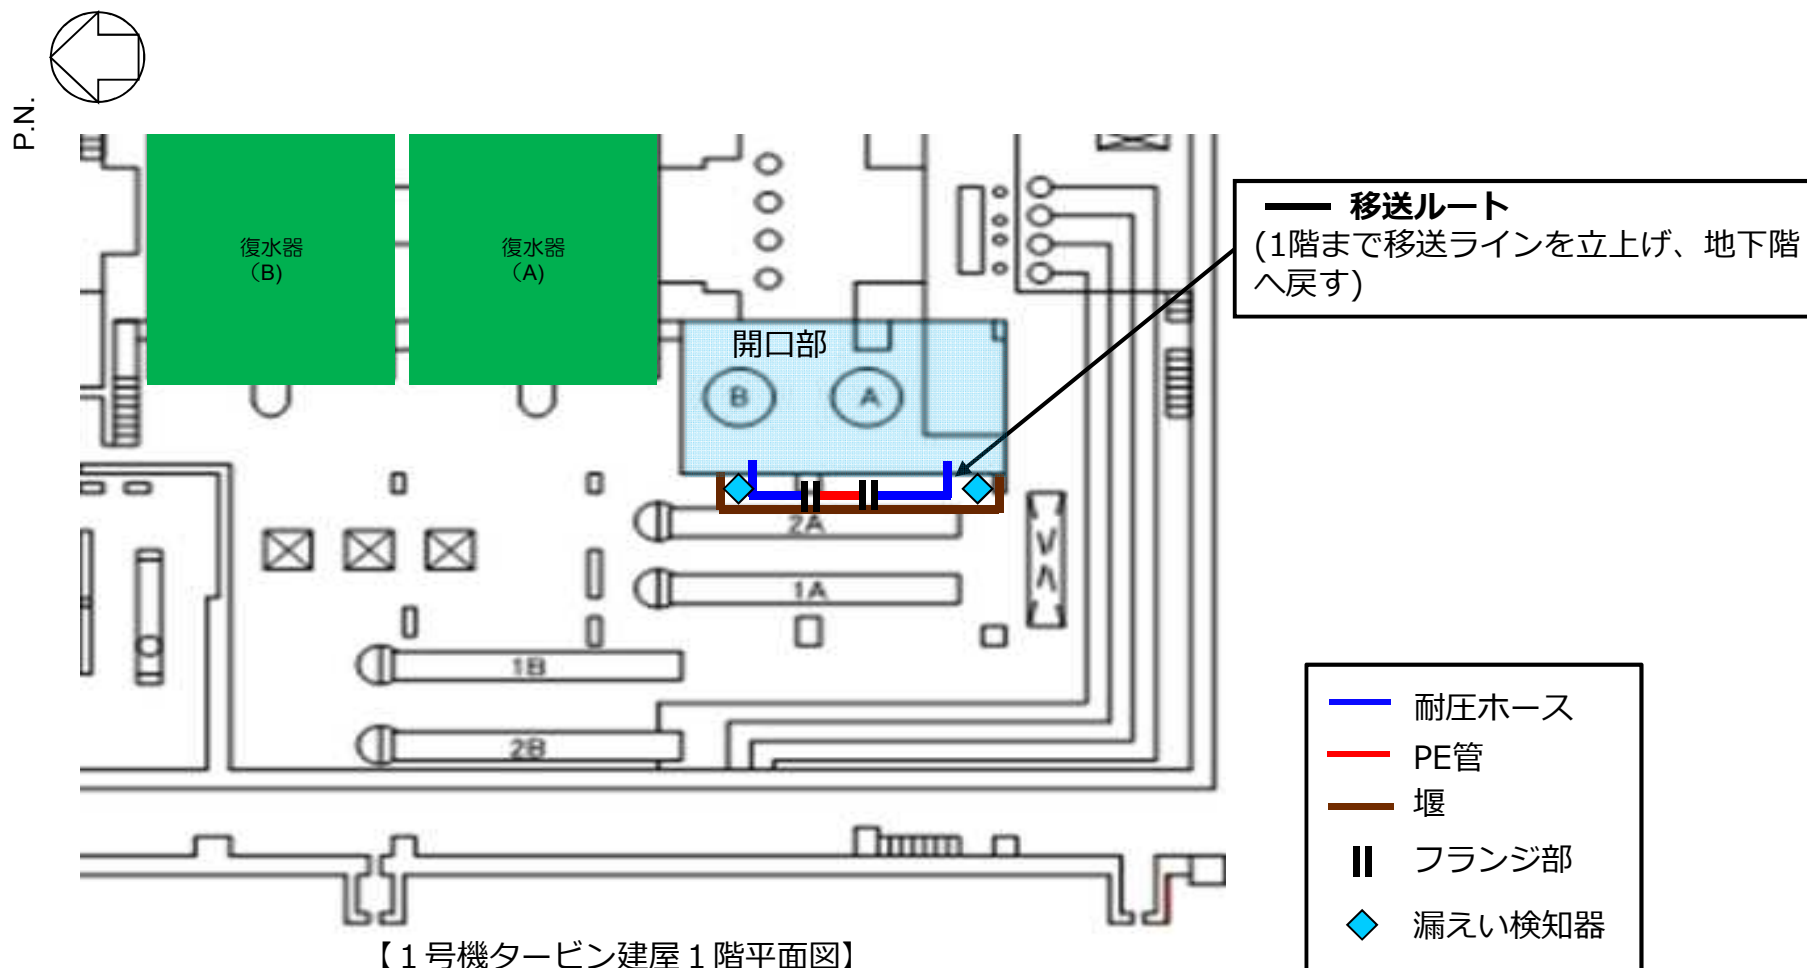 P.N.
復水器
（B)
復水器
（A)
━━ 移送ルート
(1階まで移送ラインを立上げ、地下階
へ戻す)
開口部
B
A
2A
1A
1B
2B
耐圧ホース
PE管
堰
フランジ部
漏えい検知器
【１号機タービン建屋１階平面図】